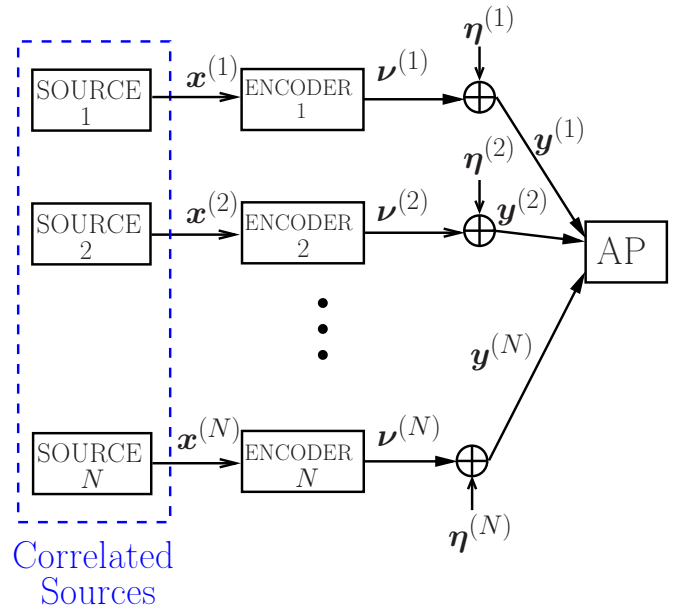 η^(1)
x^(1)
ν^(1)
SOURCE
1
ENCODER
1
y^(1)
η^(2)
x^(2)
ν^(2)
y^(2)
SOURCE
2
ENCODER
2
AP
y^(N)
x^(N)
ν^(N)
SOURCE
N
ENCODER
N
η^(N)
Correlated
Sources